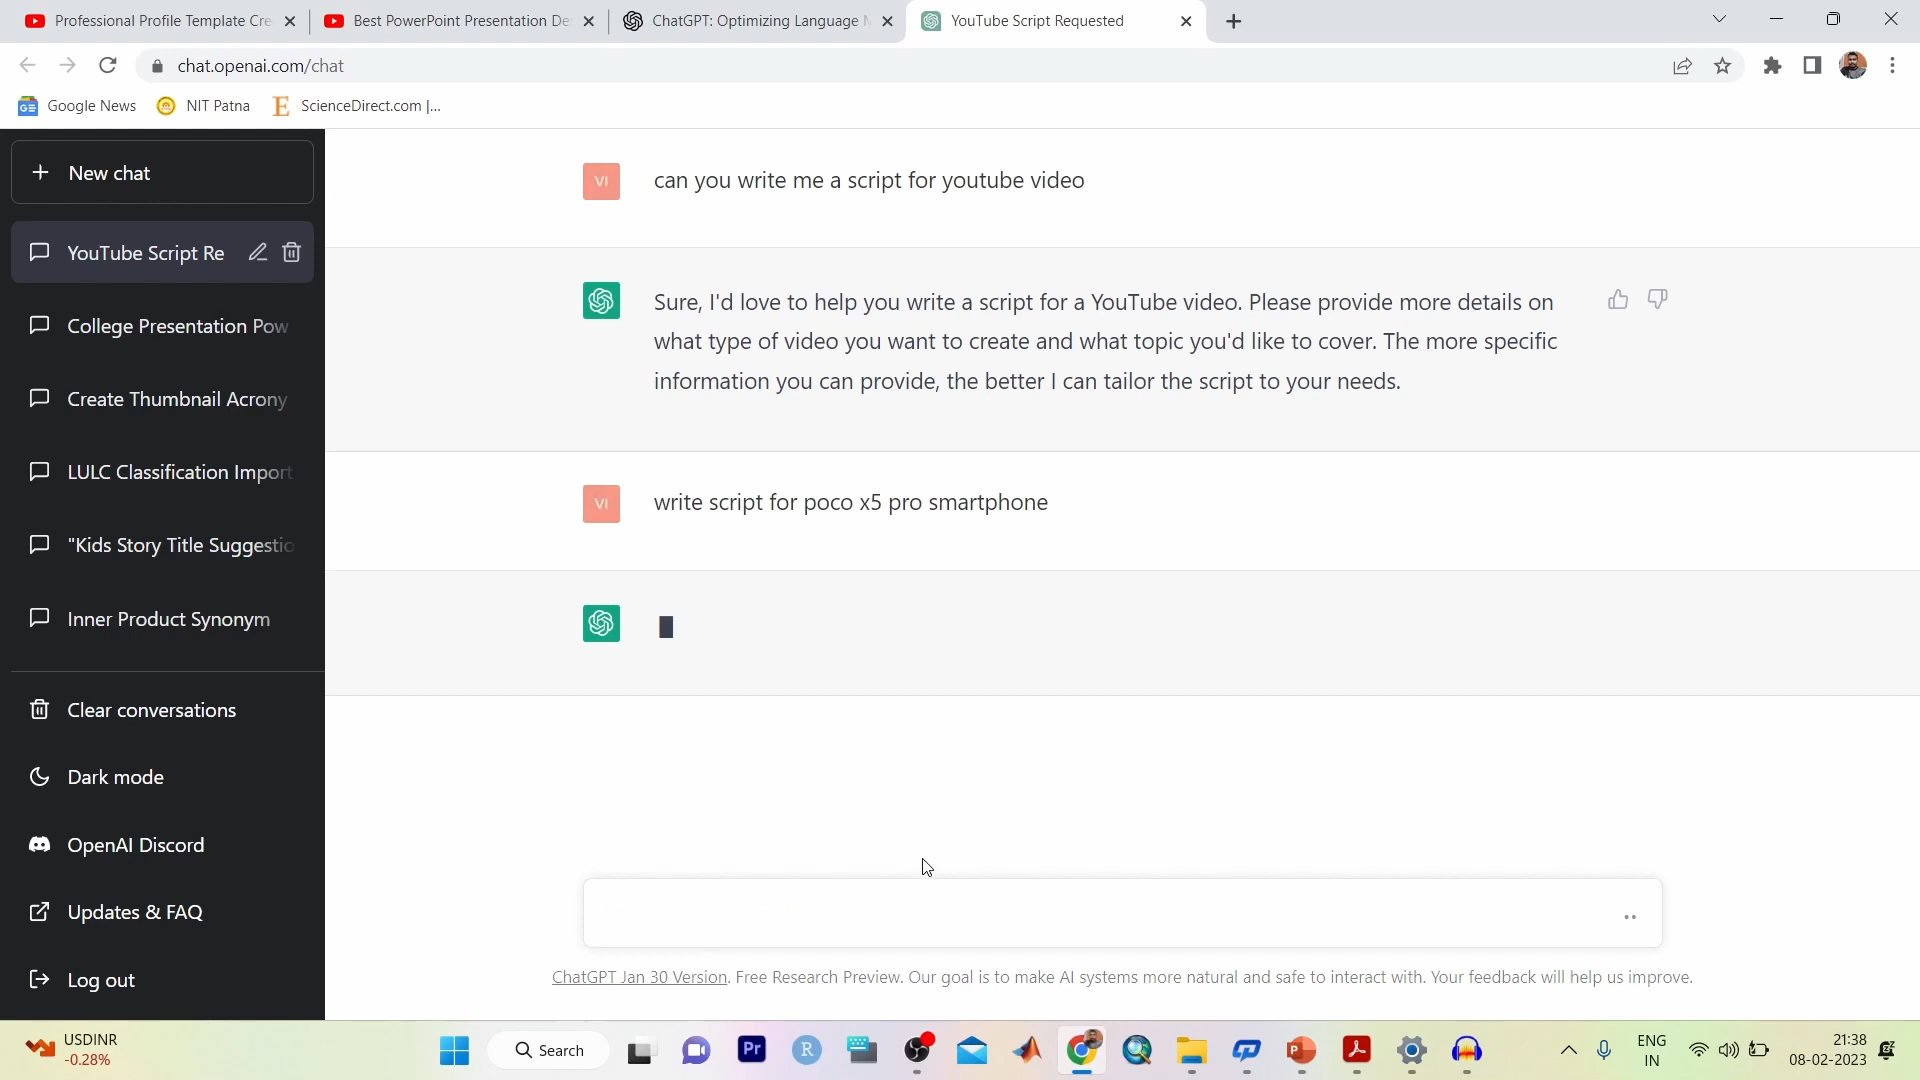 Professional Profile Template Cre
Best PowerPoint Presentation De
ChatGPT: Optimizing Language M
YouTube Script Requested
chat.openai.com/chat
Google News
NIT Patna
ScienceDirect.com |...
New chat
YouTube Script Re
College Presentation Pow
Create Thumbnail Acrony
LULC Classification Import
"Kids Story Title Suggestio
Inner Product Synonym
Clear conversations
Dark mode
OpenAI Discord
Updates & FAQ
Log out
VI
can you write me a script for youtube video
Sure, I'd love to help you write a script for a YouTube video. Please provide more details on
what type of video you want to create and what topic you'd like to cover. The more specific
information you can provide, the better I can tailor the script to your needs.
VI
write script for poco x5 pro smartphone
ChatGPT Jan 30 Version. Free Research Preview. Our goal is to make AI systems more natural and safe to interact with. Your feedback will help us improve.
USDINR
-0.28%
Search
Pr
R
ENG
IN
21:38
08-02-2023